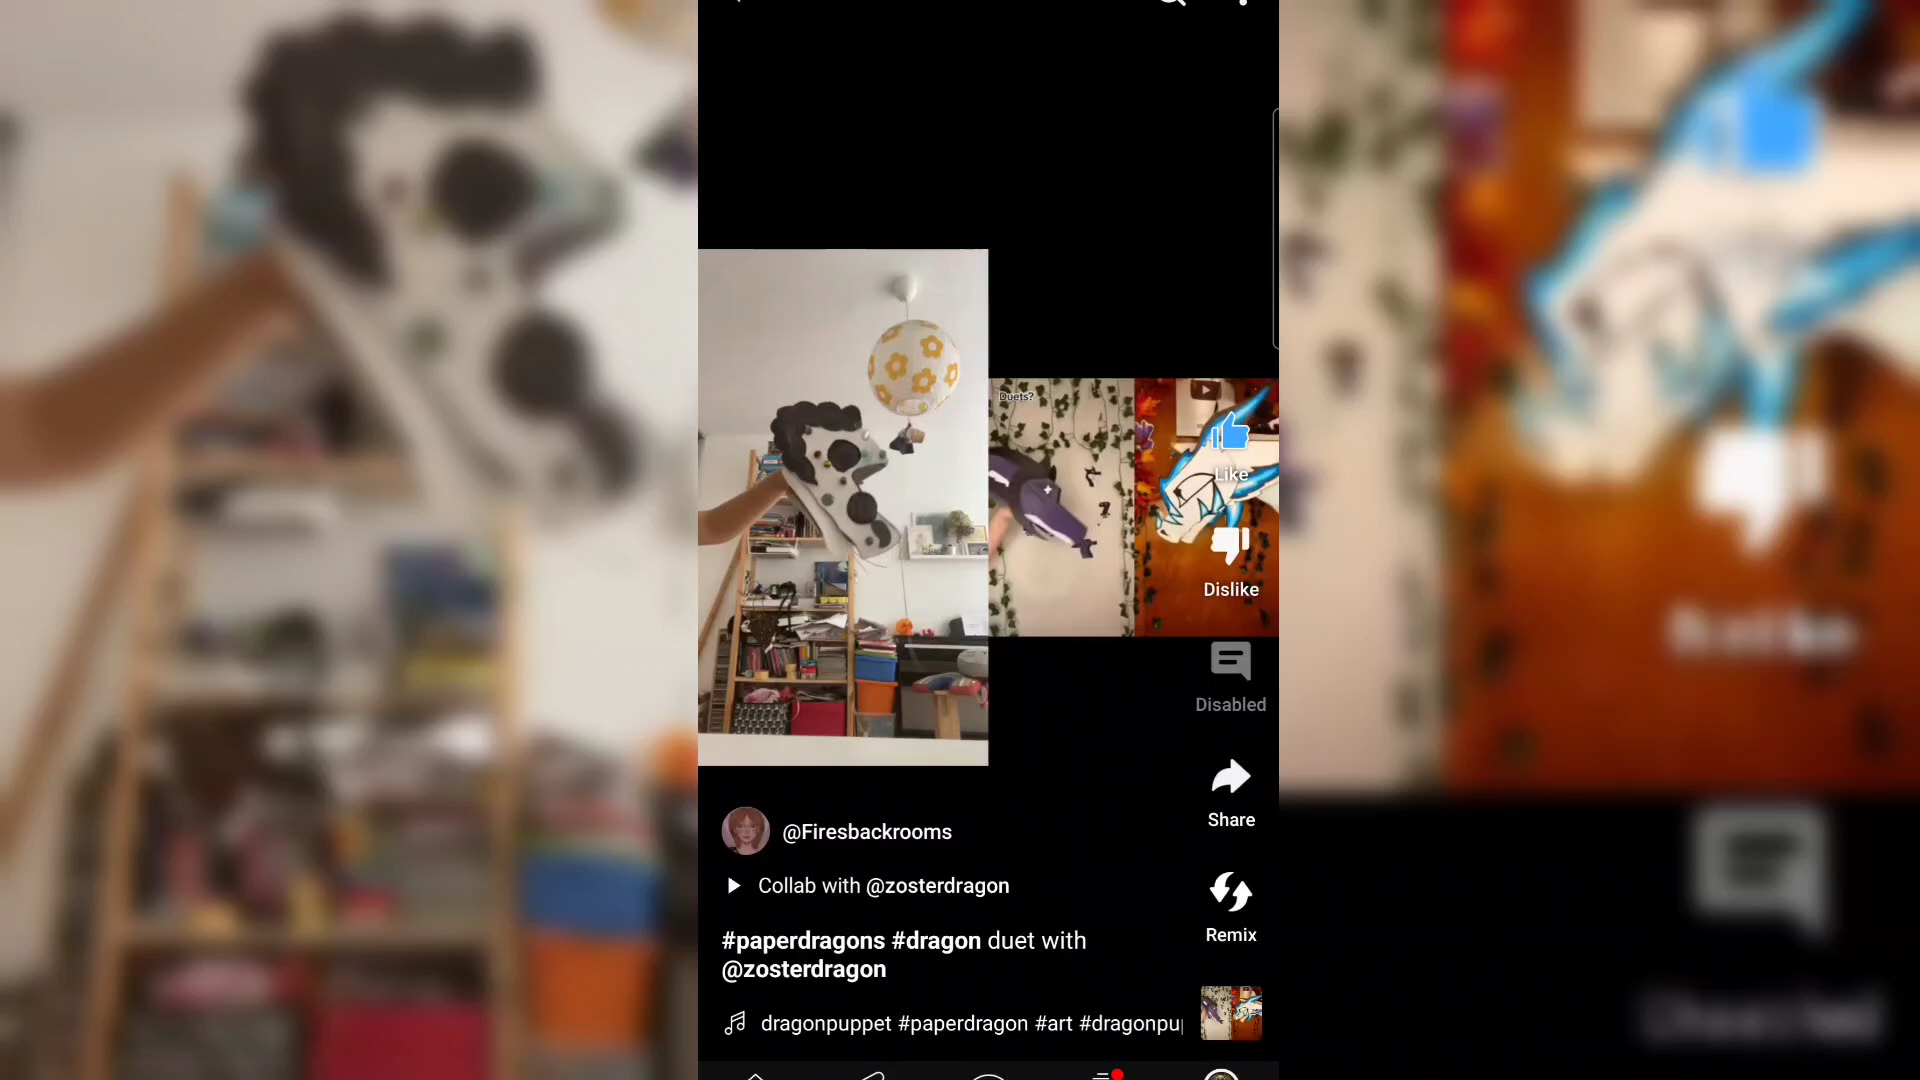 Duets?
Like
Dislike
Disabled
Share
@Firesbackrooms
Collab with @zosterdragon
Remix
#paperdragons #dragon duet with
@zosterdragon
dragonpuppet #paperdragon #art #dragonpu